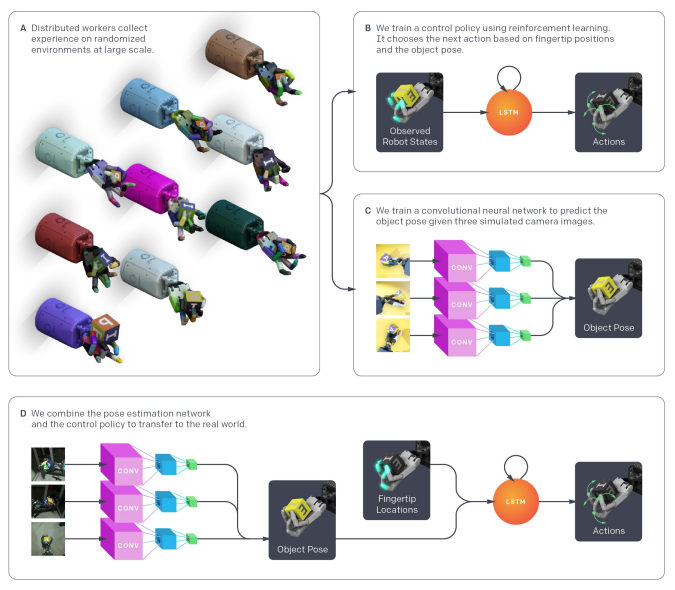 A Distributed workers collect
experience on randomized
environments at large scale.
B We train a control policy using reinforcement learning.
It chooses the next action based on fingertip positions
and the object pose.
Observed
Robot States
LSTM
Actions
C We train a convolutional neural network to predict the
object pose given three simulated camera images.
CONV
CONV
CONV
Object Pose
D We combine the pose estimation network
and the control policy to transfer to the real world.
CONV
CONV
CONV
Object Pose
Fingertip
Locations
LSTM
Actions